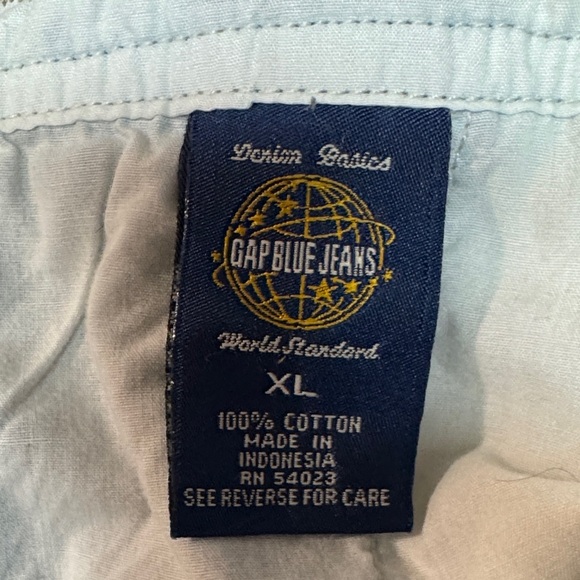 Denim Basics
GAP BLUE JEANS
World Standard
XL
100% COTTON
MADE IN
INDONESIA
RN 54023
SEE REVERSE FOR CARE